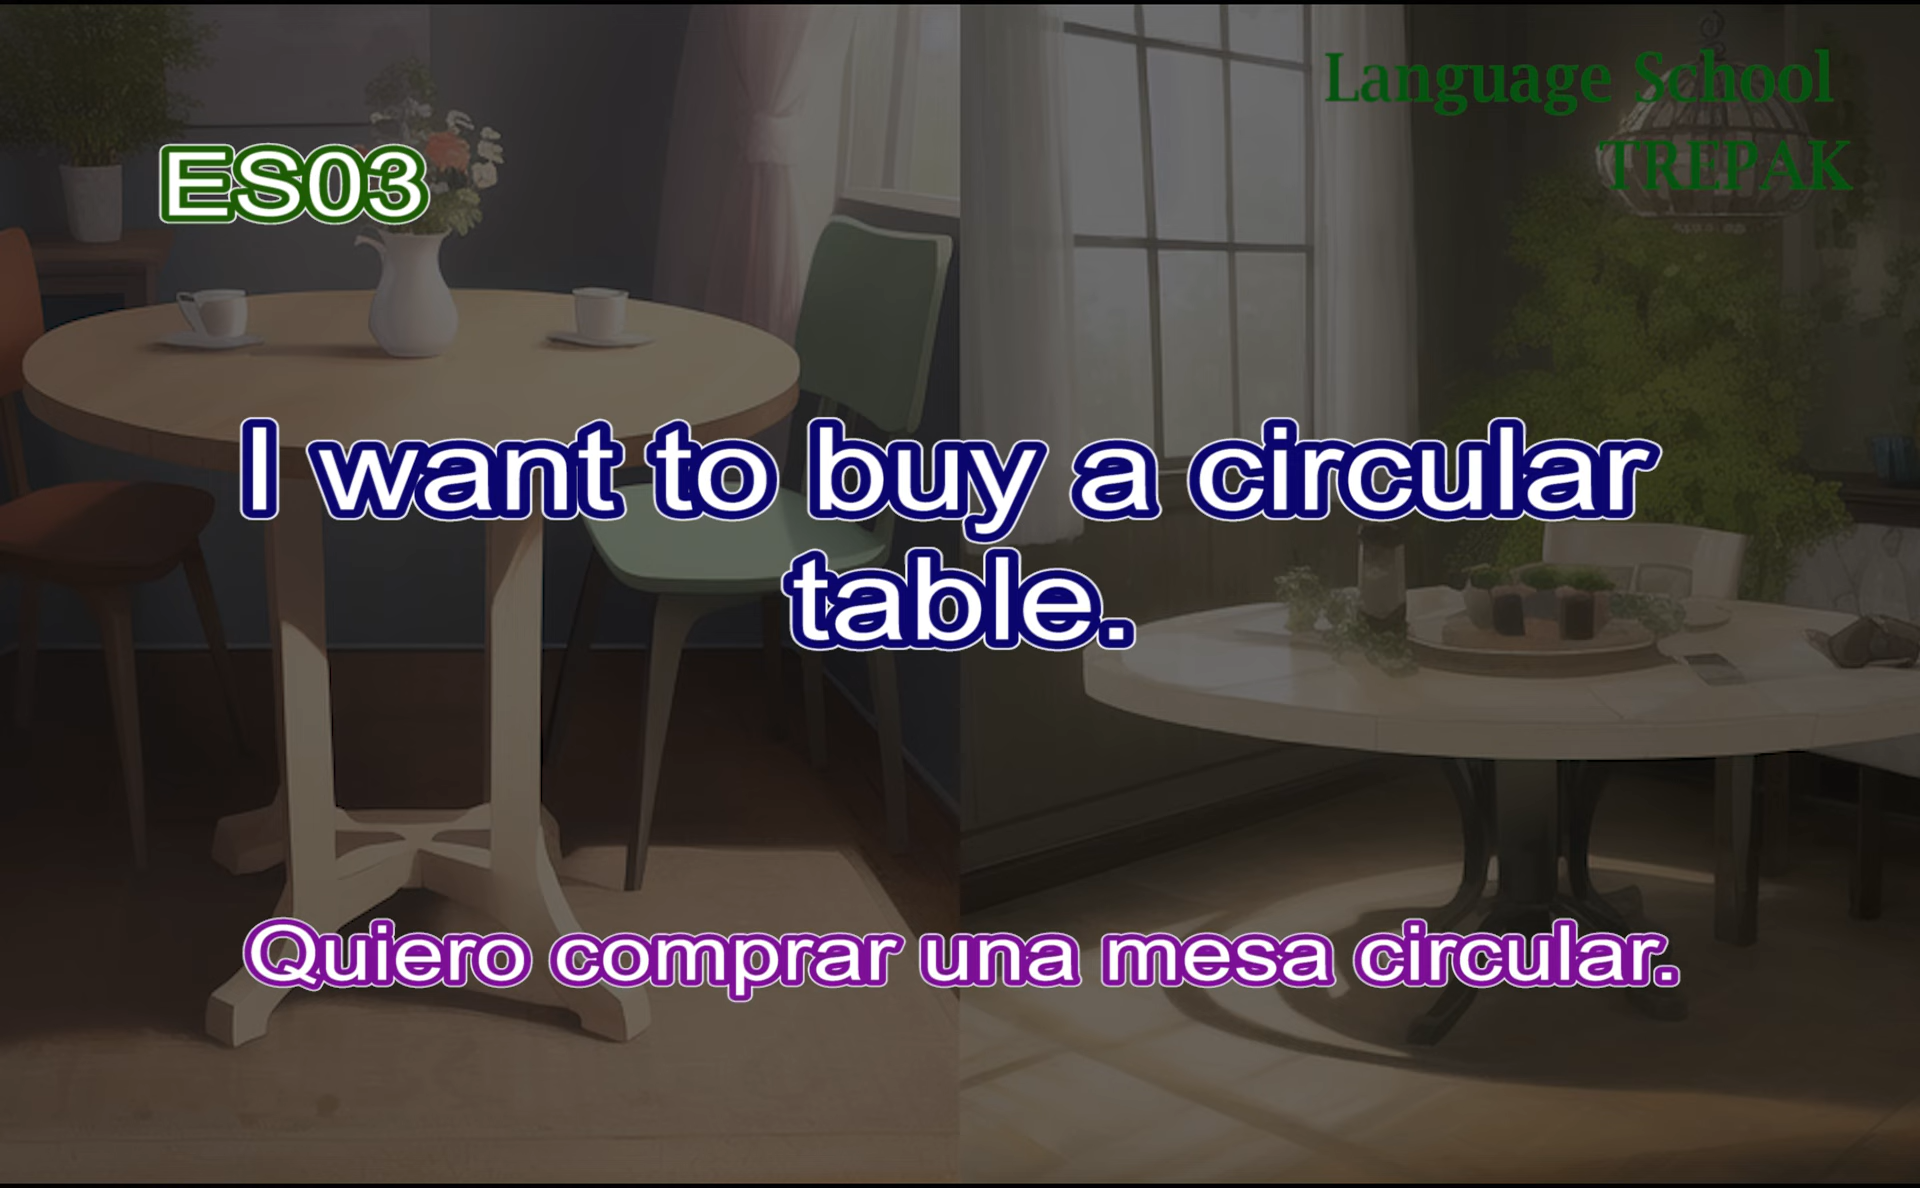 Language School
TREPAK
ES03
I want to buy a circular
table.
Quiero comprar una mesa circular.